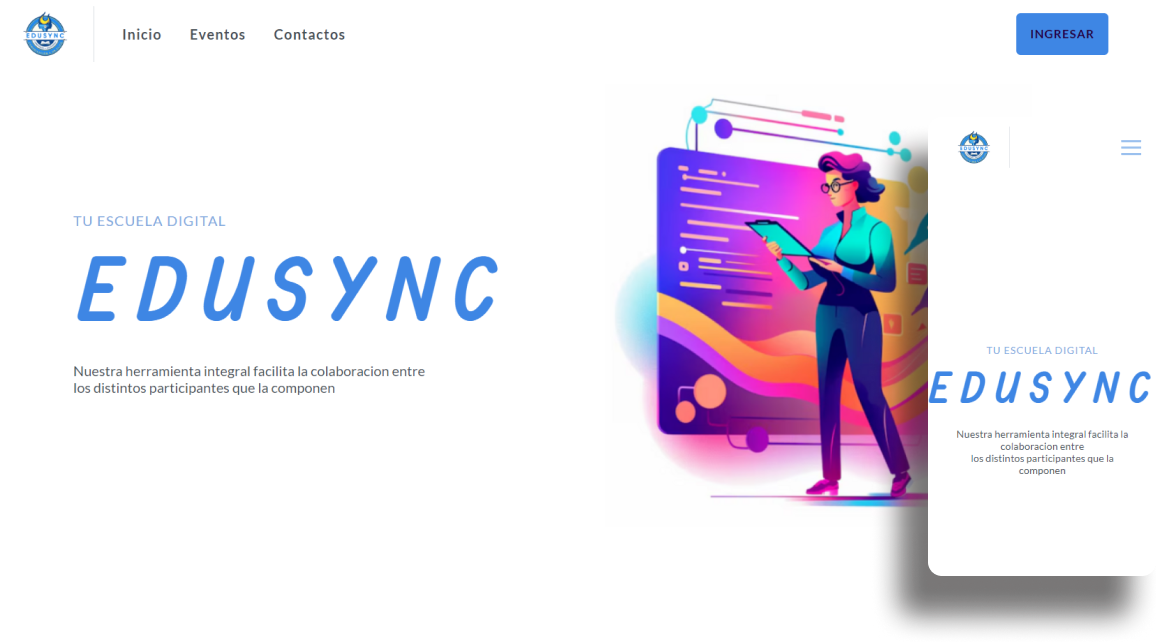 EDUSYNC
Inicio
Eventos
Contactos
INGRESAR
TU ESCUELA DIGITAL
EDUSYNC
Nuestra herramienta integral facilita la colaboracion entre
los distintos participantes que la componen
EDUSYNC
TU ESCUELA DIGITAL
EDUSYNC
Nuestra herramienta integral facilita la
colaboracion entre
los distintos participantes que la
componen